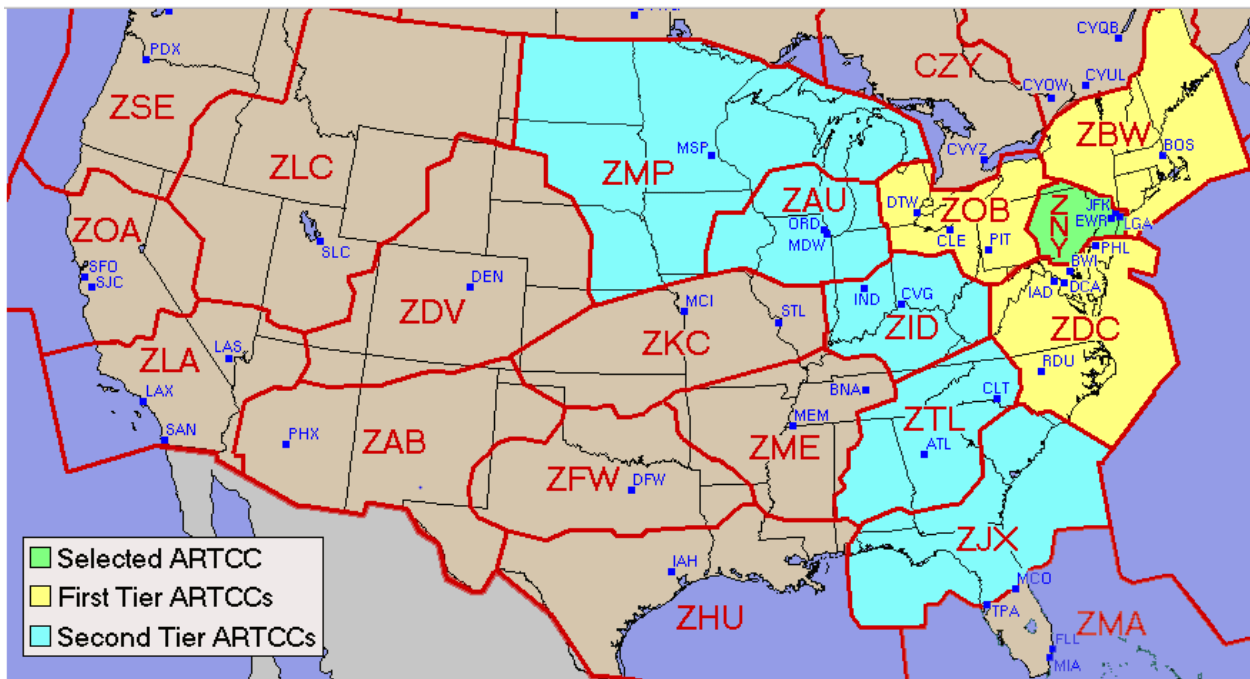 CYQB
PDX
CZY
CYUL
CYOW
ZSE
ZBW
MSP
BOS
CYYZ
ZLC
ZMP
ZAU
DTW
ZOB
ZNY
JFK
EWR
LGA
ZOA
ORD
MDW
CLE
PIT
PHL
SLC
BWI
SFO
SJC
DEN
IAD
DCA
IND
CVG
MCI
STL
ZDV
ZKC
ZID
ZDC
LAS
ZLA
RDU
BNA
LAX
CLT
MEM
ZTL
SAN
PHX
ZAB
ZME
ATL
ZFW
DFW
ZJX
Selected ARTCC
IAH
MCO
First Tier ARTCCs
TPA
ZHU
ZMA
Second Tier ARTCCs
FLL
MIA